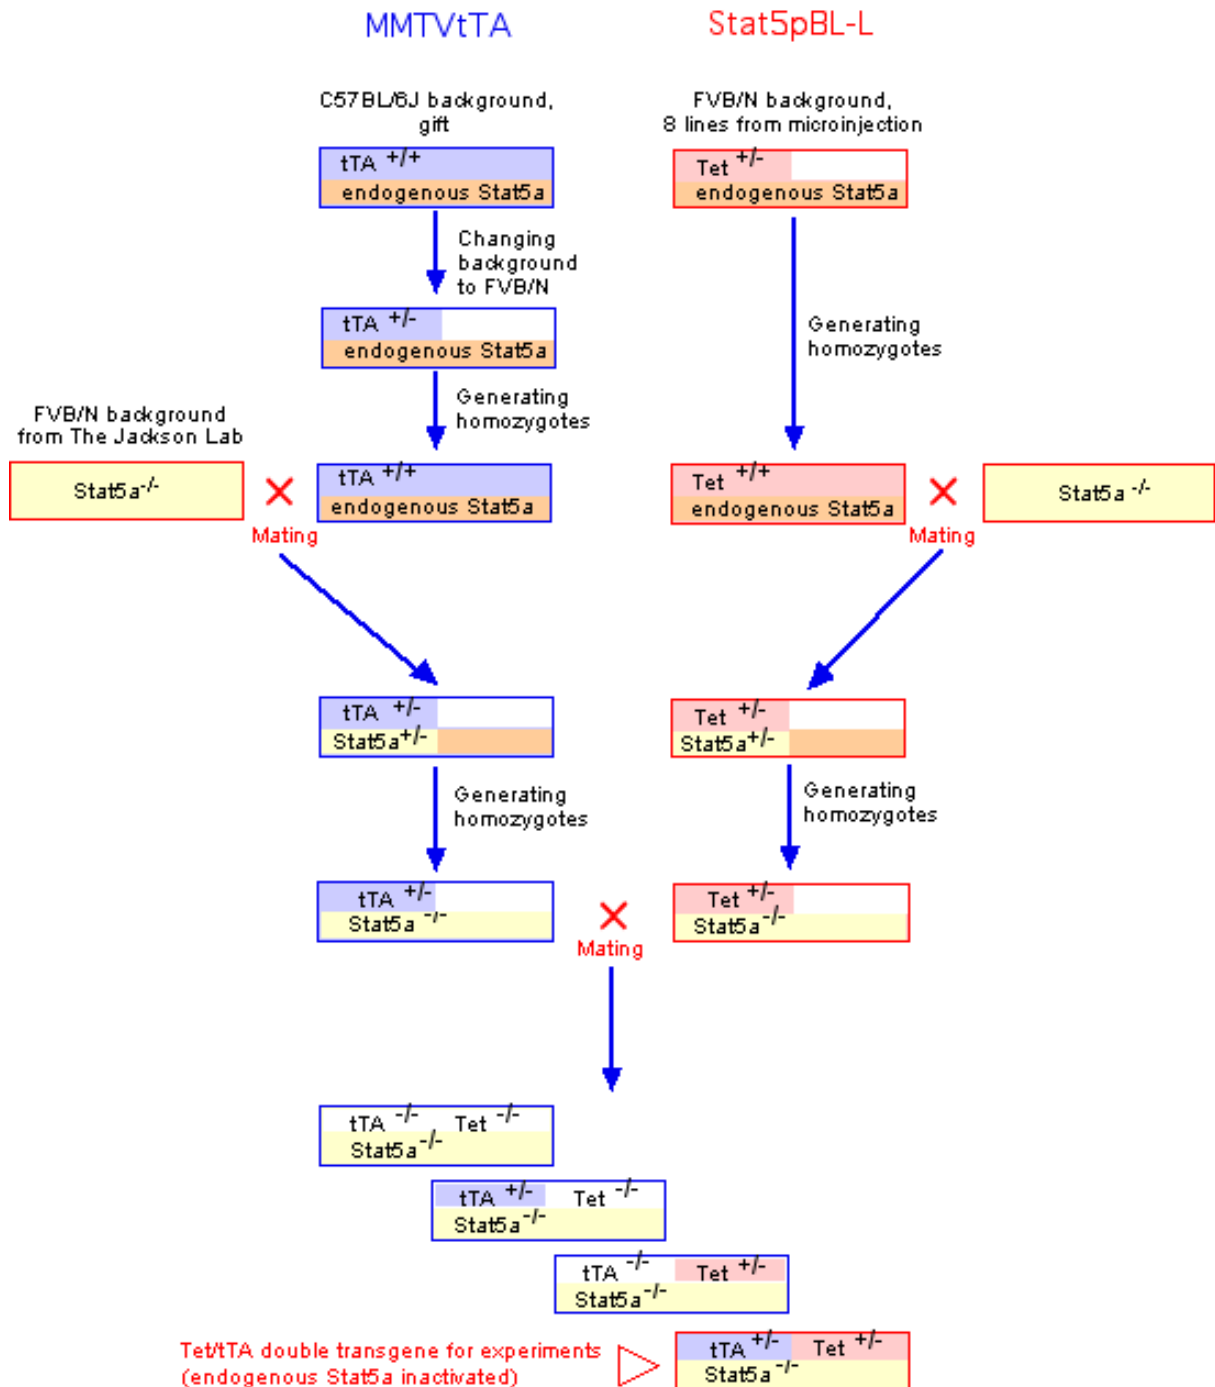 MMTVtTA
Stat5pBL-L
C57BL/6J background,
gift
FVB/N background,
8 lines from microinjection
tTA +/+
endogenous Stat5a
Tet +/-
endogenous Stat5a
Changing
background
to FVB/N
tTA +/-
endogenous Stat5a
Generating
homozygotes
Generating
homozygotes
FVB/N background
from The Jackson Lab
Stat5a-/-
tTA +/+
endogenous Stat5a
Mating
Tet +/+
endogenous Stat5a
Mating
Stat5a -/-
tTA +/-
Stat5a+/-
Tet +/-
Stat5a+/-
Generating
homozygotes
Generating
homozygotes
tTA +/-
Stat5a -/-
Mating
Tet +/-
Stat5a-/-
tTA -/- Tet -/-
Stat5a-/-
tTA +/- Tet -/-
Stat5a-/-
tTA -/- Tet +/-
Stat5a-/-
Tet/tTA double transgene for experiments
(endogenous Stat5a inactivated)
tTA +/- Tet +/-
Stat5a-/-